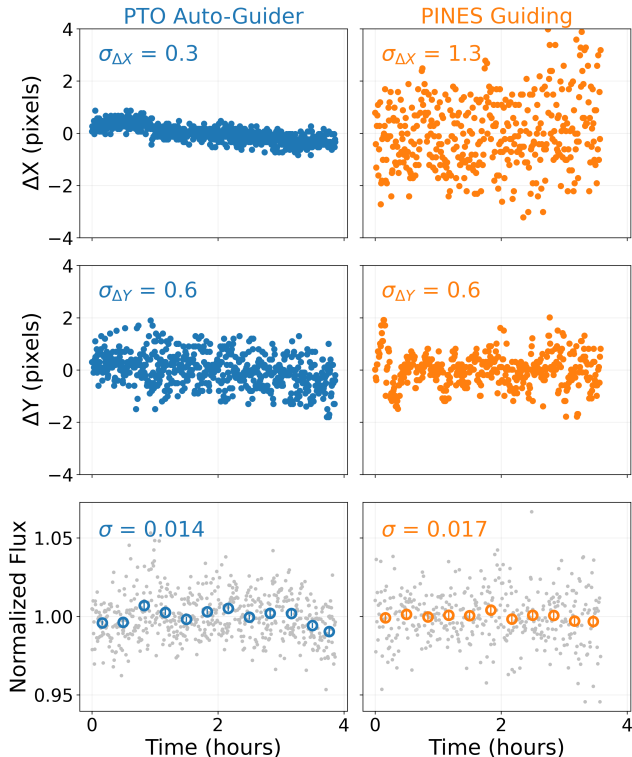 PTO Auto-Guider
PINES Guiding
ΔX (pixels)
4
2
0
−2
−4
σΔX = 0.3
σΔX = 1.3
ΔY (pixels)
4
2
0
−2
−4
σΔY = 0.6
σΔY = 0.6
Normalized Flux
1.05
1.00
0.95
σ = 0.014
σ = 0.017
0
2
4
0
2
4
Time (hours)
Time (hours)